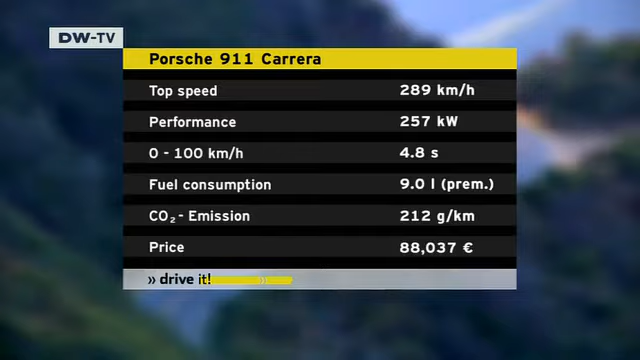 DW-TV
Porsche 911 Carrera
Top speed 289 km/h
Performance 257 kW
0 - 100 km/h 4.8 s
Fuel consumption 9.0 l (prem.)
CO₂ - Emission 212 g/km
Price 88,037 €
» drive it!